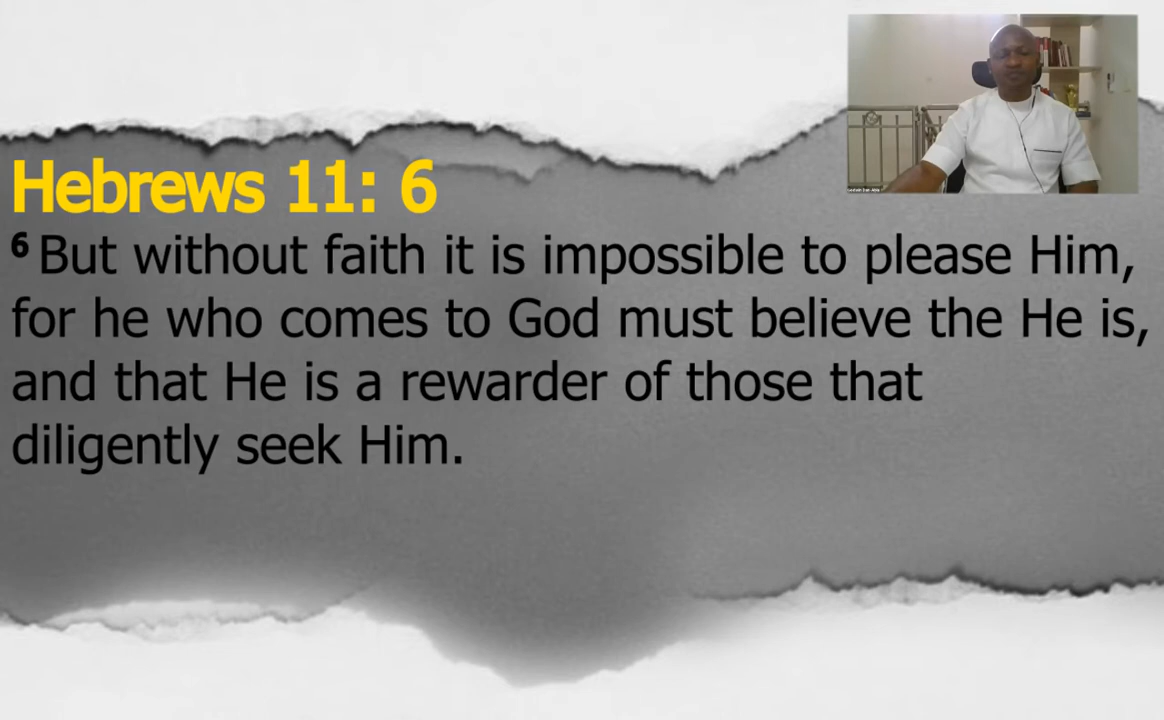 Hebrews 11: 6
6 But without faith it is impossible to please Him,
for he who comes to God must believe the He is,
and that He is a rewarder of those that
diligently seek Him.